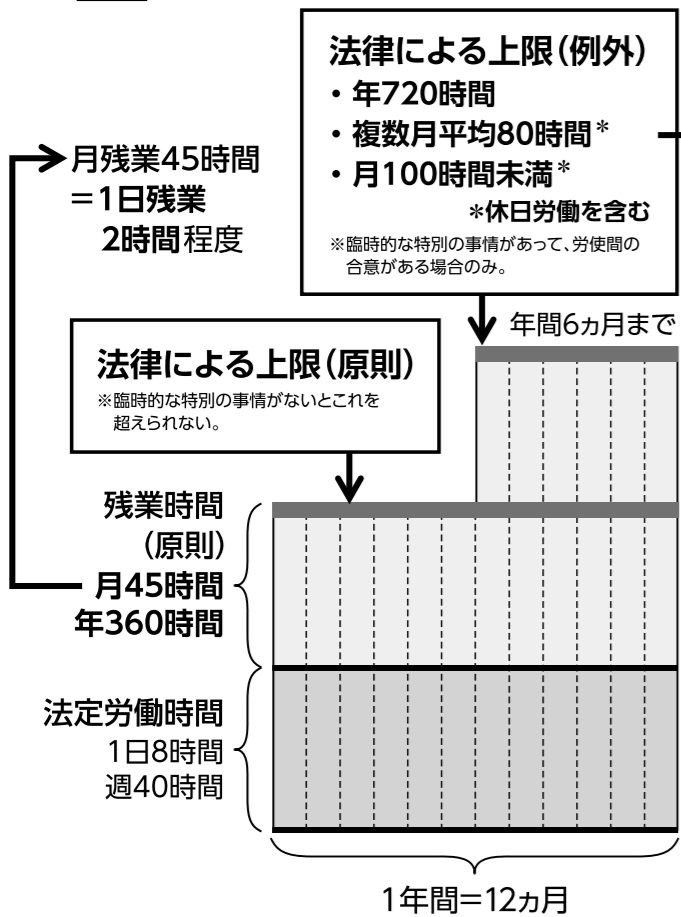 法律による上限（例外）
・年720時間
・複数月平均80時間＊
・月100時間未満＊
＊休日労働を含む
※臨時的な特別の事情があって、労使間の
合意がある場合のみ。
月残業45時間
＝1日残業
2時間程度
年間6ヵ月まで
法律による上限（原則）
※臨時的な特別の事情がないとこれを
超えられない。
残業時間
（原則）
月45時間
年360時間
法定労働時間
1日8時間
週40時間
1年間＝12ヵ月